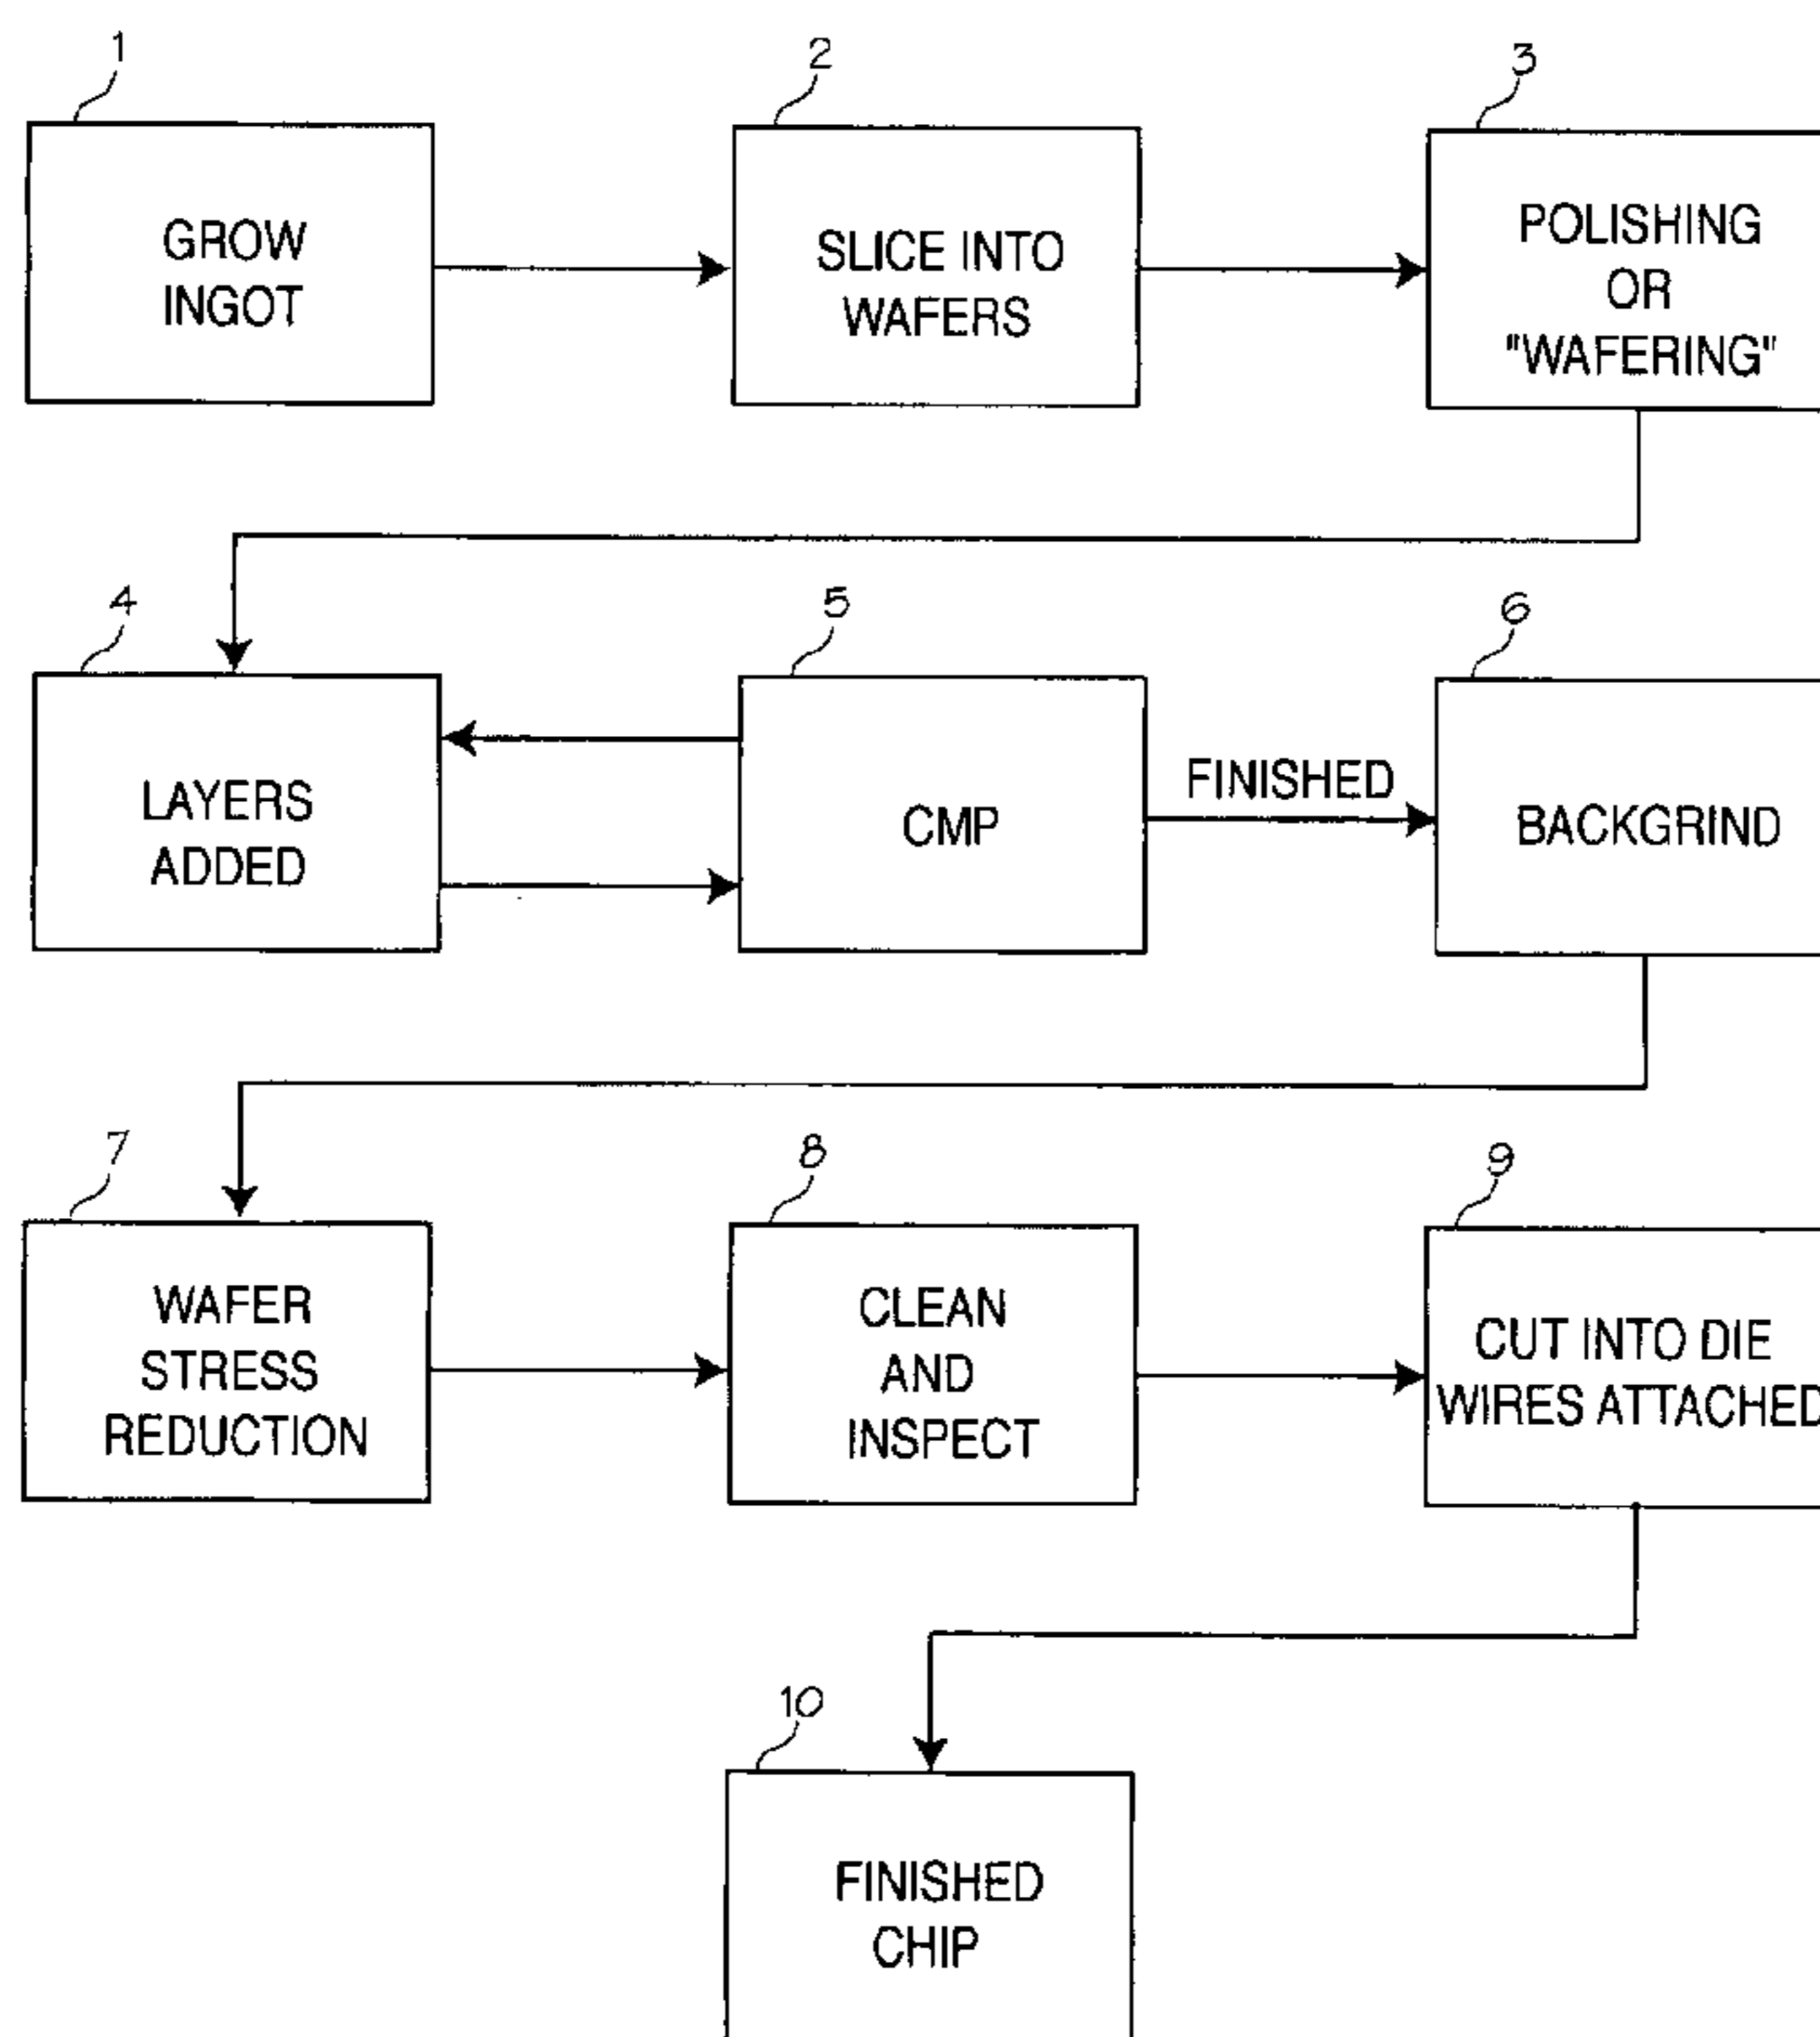 1
GROW
INGOT
2
SLICE INTO
WAFERS
3
POLISHING
OR
"WAFERING"
4
LAYERS
ADDED
5
CMP
FINISHED
6
BACKGRIND
7
WAFER
STRESS
REDUCTION
8
CLEAN
AND
INSPECT
9
CUT INTO DIE
WIRES ATTACHED
10
FINISHED
CHIP